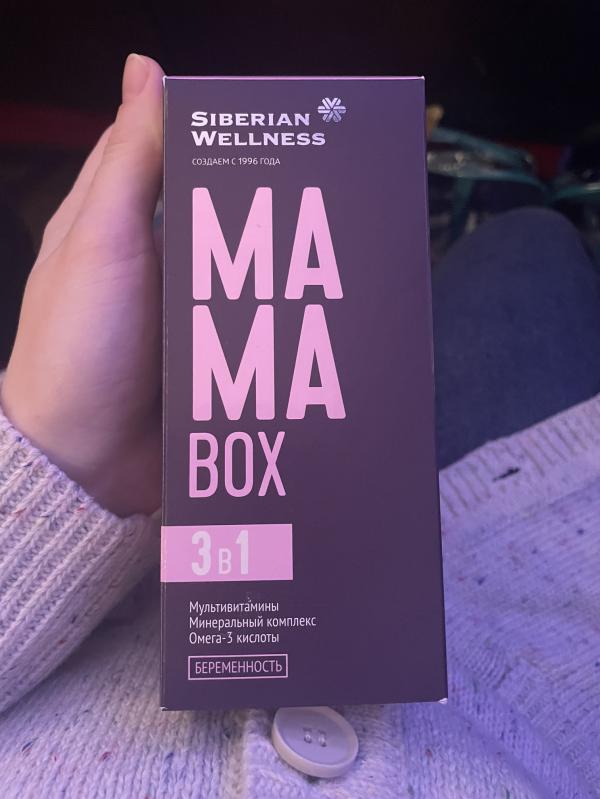 SIBERIAN
WELLNESS
СОЗДАЕМ С 1996 ГОДА
MA
MA
BOX
3 в 1
Мультивитамины
Минеральный комплекс
Омега-3 кислоты
БЕРЕМЕННОСТЬ